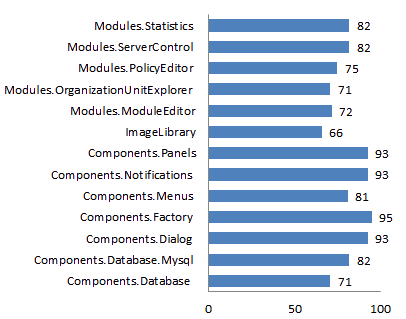 Modules.Statistics 82
Modules.ServerControl 82
Modules.PolicyEditor 75
Modules.OrganizationUnitExplorer 71
Modules.ModuleEditor 72
ImageLibrary 66
Components.Panels 93
Components.Notifications 93
Components.Menus 81
Components.Factory 95
Components.Dialog 93
Components.Database.Mysql 82
Components.Database 71
0 50 100